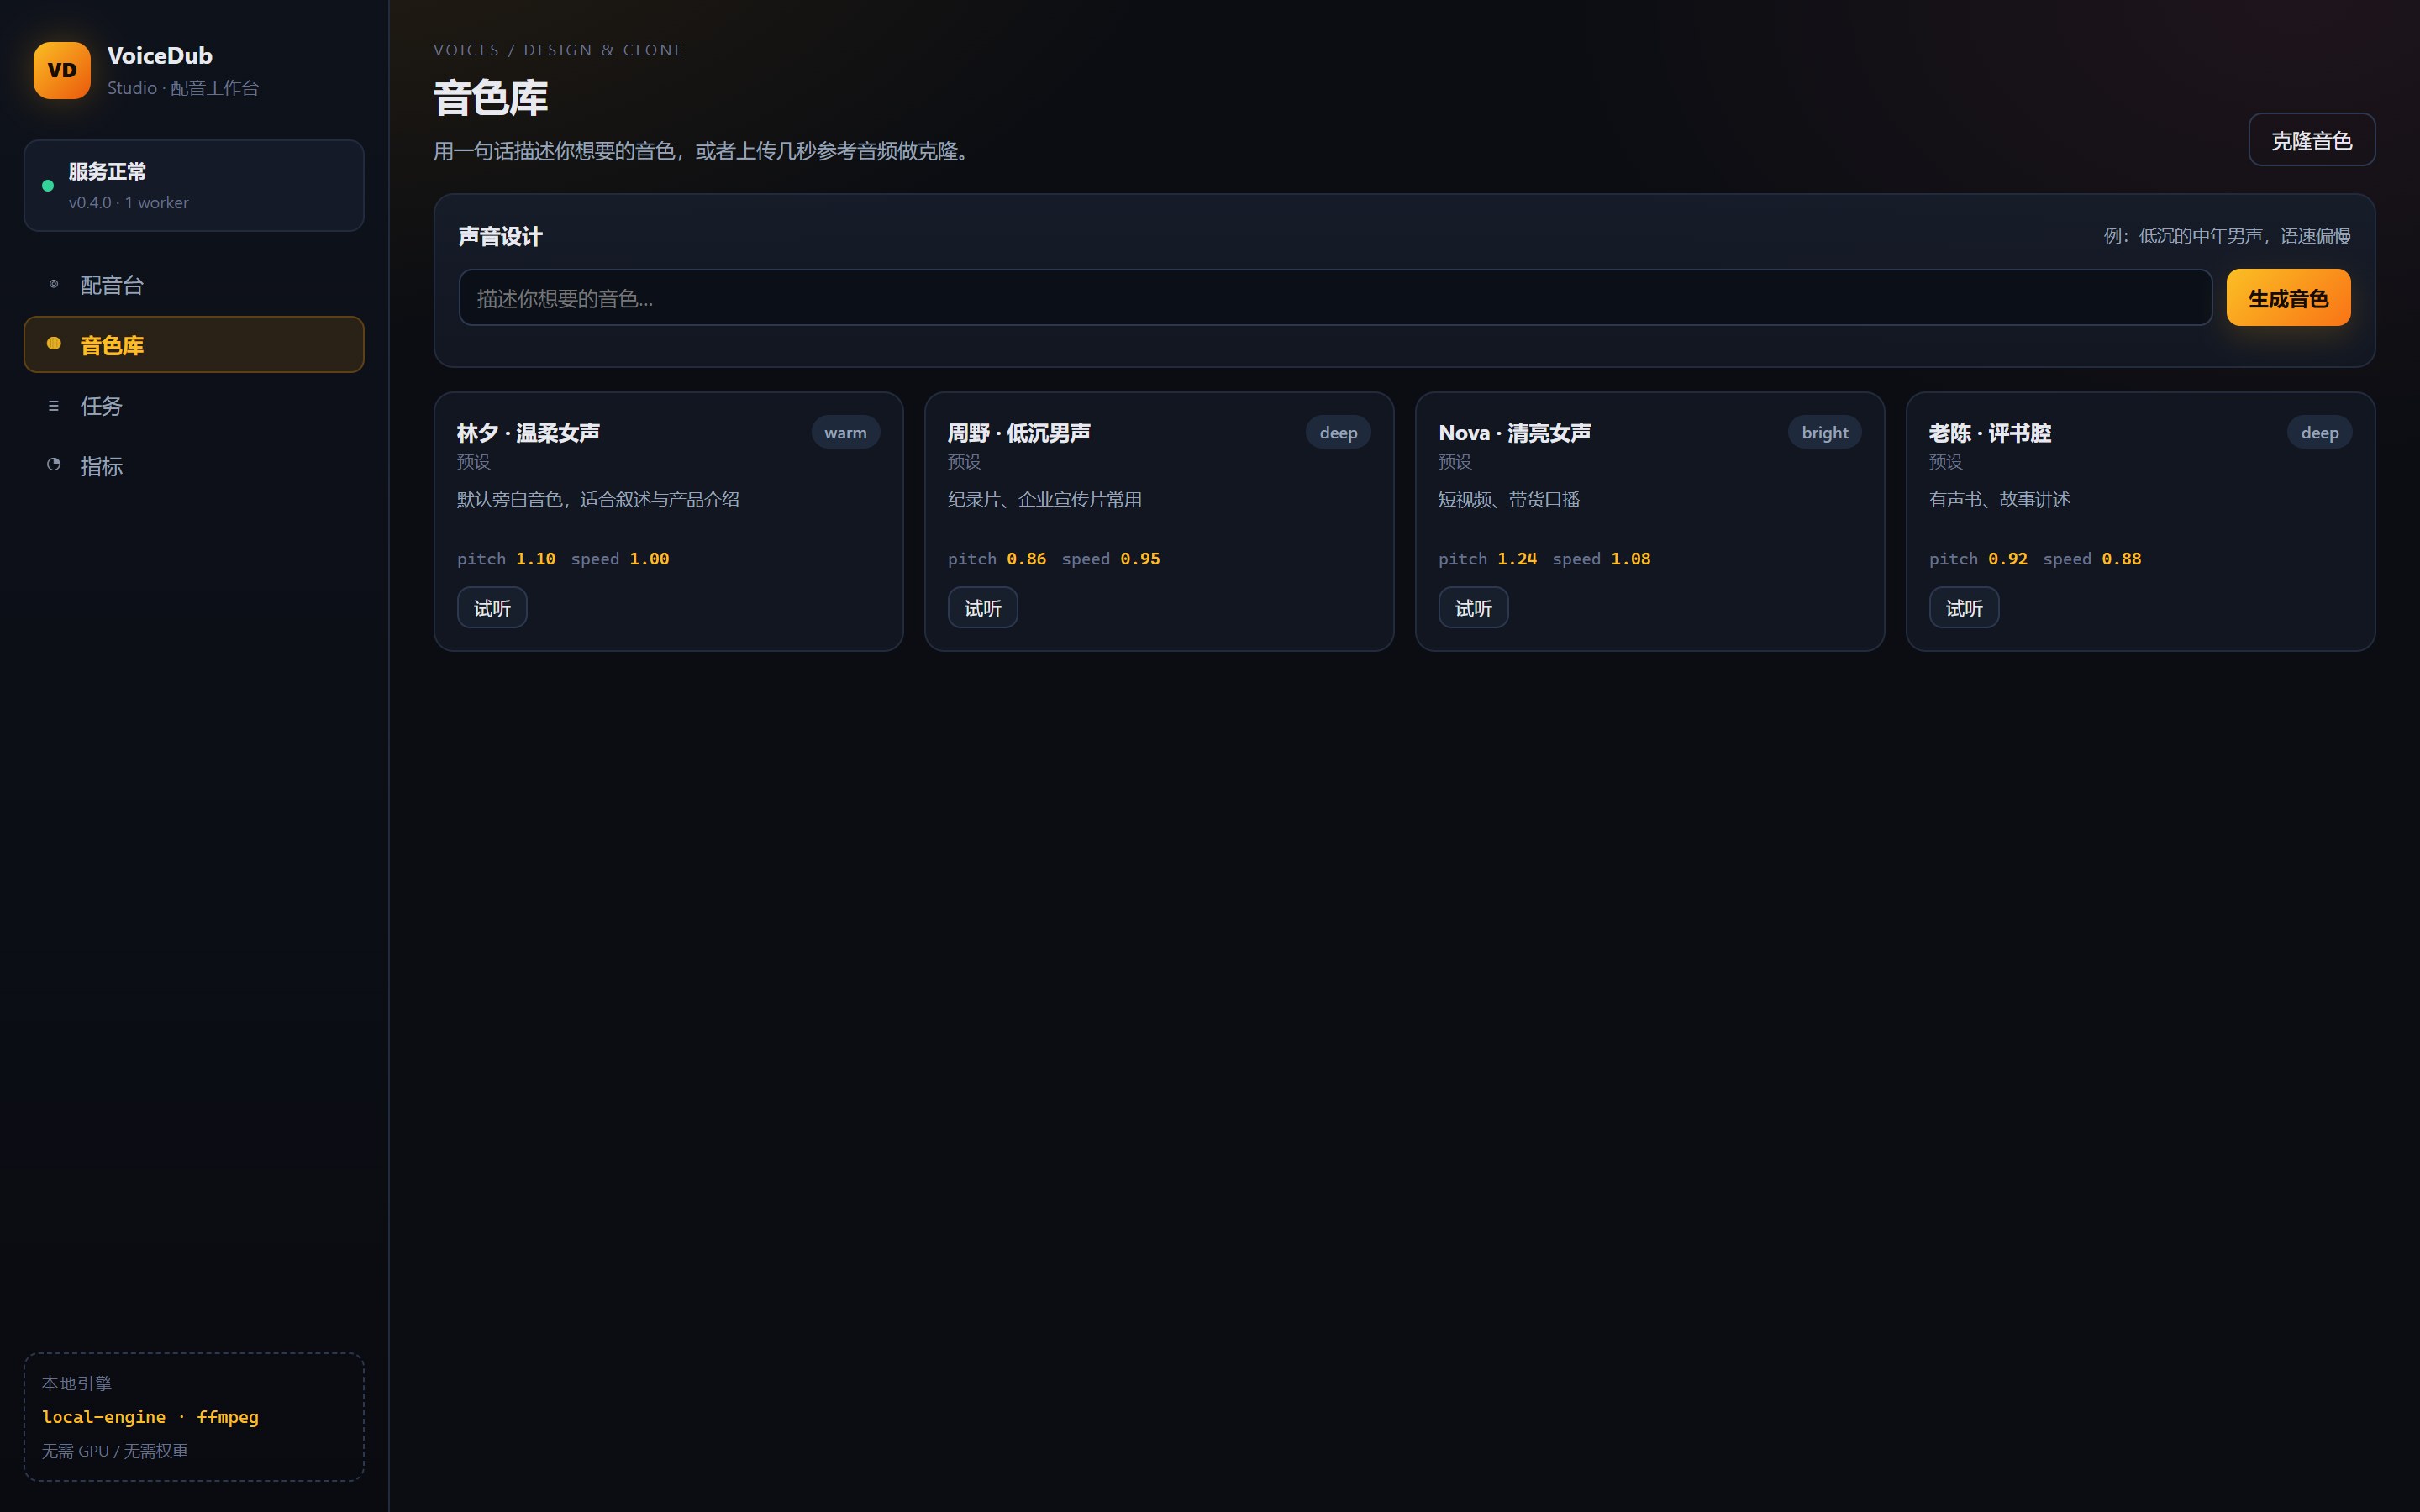 VD
VoiceDub
Studio · 配音工作台
服务正常
v0.4.0 · 1 worker
配音台
音色库
任务
指标
本地引擎
local-engine · ffmpeg
无需 GPU / 无需权重
VOICES / DESIGN & CLONE
音色库
用一句话描述你想要的音色，或者上传几秒参考音频做克隆。
克隆音色
声音设计
例：低沉的中年男声，语速偏慢
描述你想要的音色...
生成音色
林夕 · 温柔女声
warm
预设
默认旁白音色，适合叙述与产品介绍
pitch 1.10 speed 1.00
试听
周野 · 低沉男声
deep
预设
纪录片、企业宣传片常用
pitch 0.86 speed 0.95
试听
Nova · 清亮女声
bright
预设
短视频、带货口播
pitch 1.24 speed 1.08
试听
老陈 · 评书腔
deep
预设
有声书、故事讲述
pitch 0.92 speed 0.88
试听